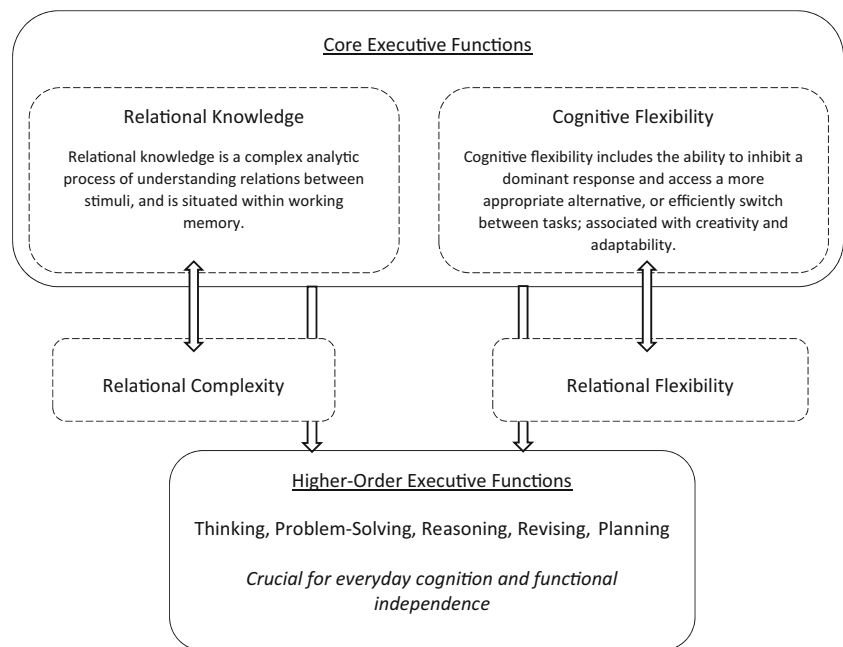 Core Executive Functions
Relational Knowledge
Relational knowledge is a complex analytic
process of understanding relations between
stimuli, and is situated within working
memory.
Cognitive Flexibility
Cognitive flexibility includes the ability to inhibit a
dominant response and access a more
appropriate alternative, or efficiently switch
between tasks; associated with creativity and
adaptability.
Relational Complexity
Relational Flexibility
Higher-Order Executive Functions
Thinking, Problem-Solving, Reasoning, Revising, Planning
Crucial for everyday cognition and functional
independence